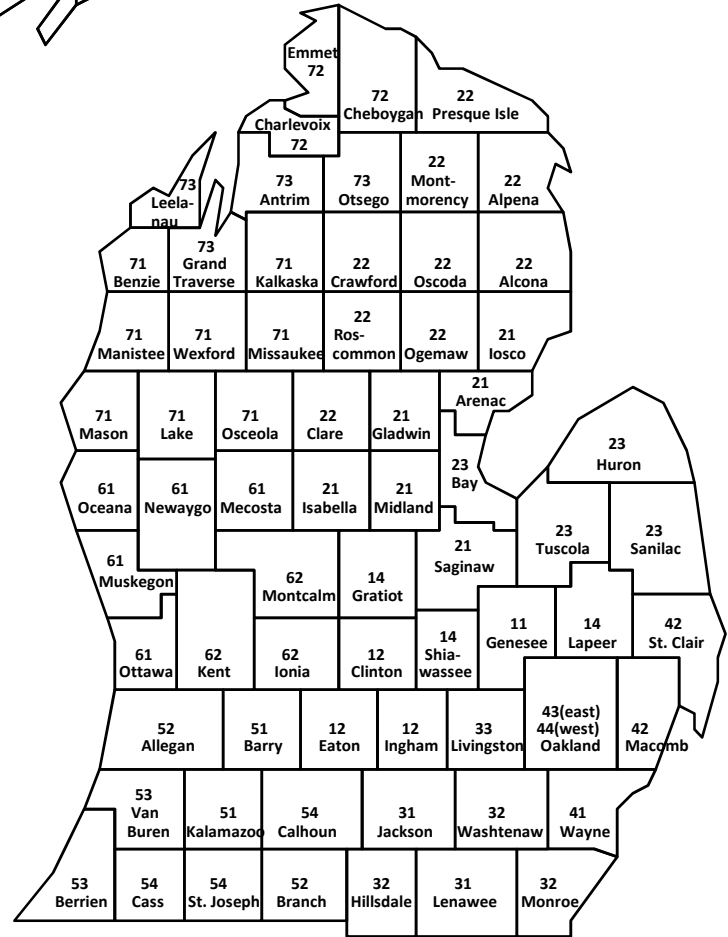 Emmet
72
72
Cheboygan
22
Presque Isle
Charlevoix
72
73
Leela-
nau
73
Antrim
73
Otsego
22
Mont-
morency
22
Alpena
71
Benzie
73
Grand
Traverse
71
Kalkaska
22
Crawford
22
Oscoda
22
Alcona
71
Manistee
71
Wexford
71
Missaukee
22
Ros-
common
22
Ogemaw
21
Iosco
21
Arenac
71
Mason
71
Lake
71
Osceola
22
Clare
21
Gladwin
23
Huron
61
Oceana
61
Newaygo
61
Mecosta
21
Isabella
21
Midland
23
Bay
23
Tuscola
23
Sanilac
61
Muskegon
62
Montcalm
14
Gratiot
21
Saginaw
61
Ottawa
62
Kent
62
Ionia
12
Clinton
14
Shia-
wassee
11
Genesee
14
Lapeer
42
St. Clair
52
Allegan
51
Barry
12
Eaton
12
Ingham
33
Livingston
43(east)
44(west)
Oakland
42
Macomb
53
Van
Buren
51
Kalamazoo
54
Calhoun
31
Jackson
32
Washtenaw
41
Wayne
53
Berrien
54
Cass
54
St. Joseph
52
Branch
32
Hillsdale
31
Lenawee
32
Monroe